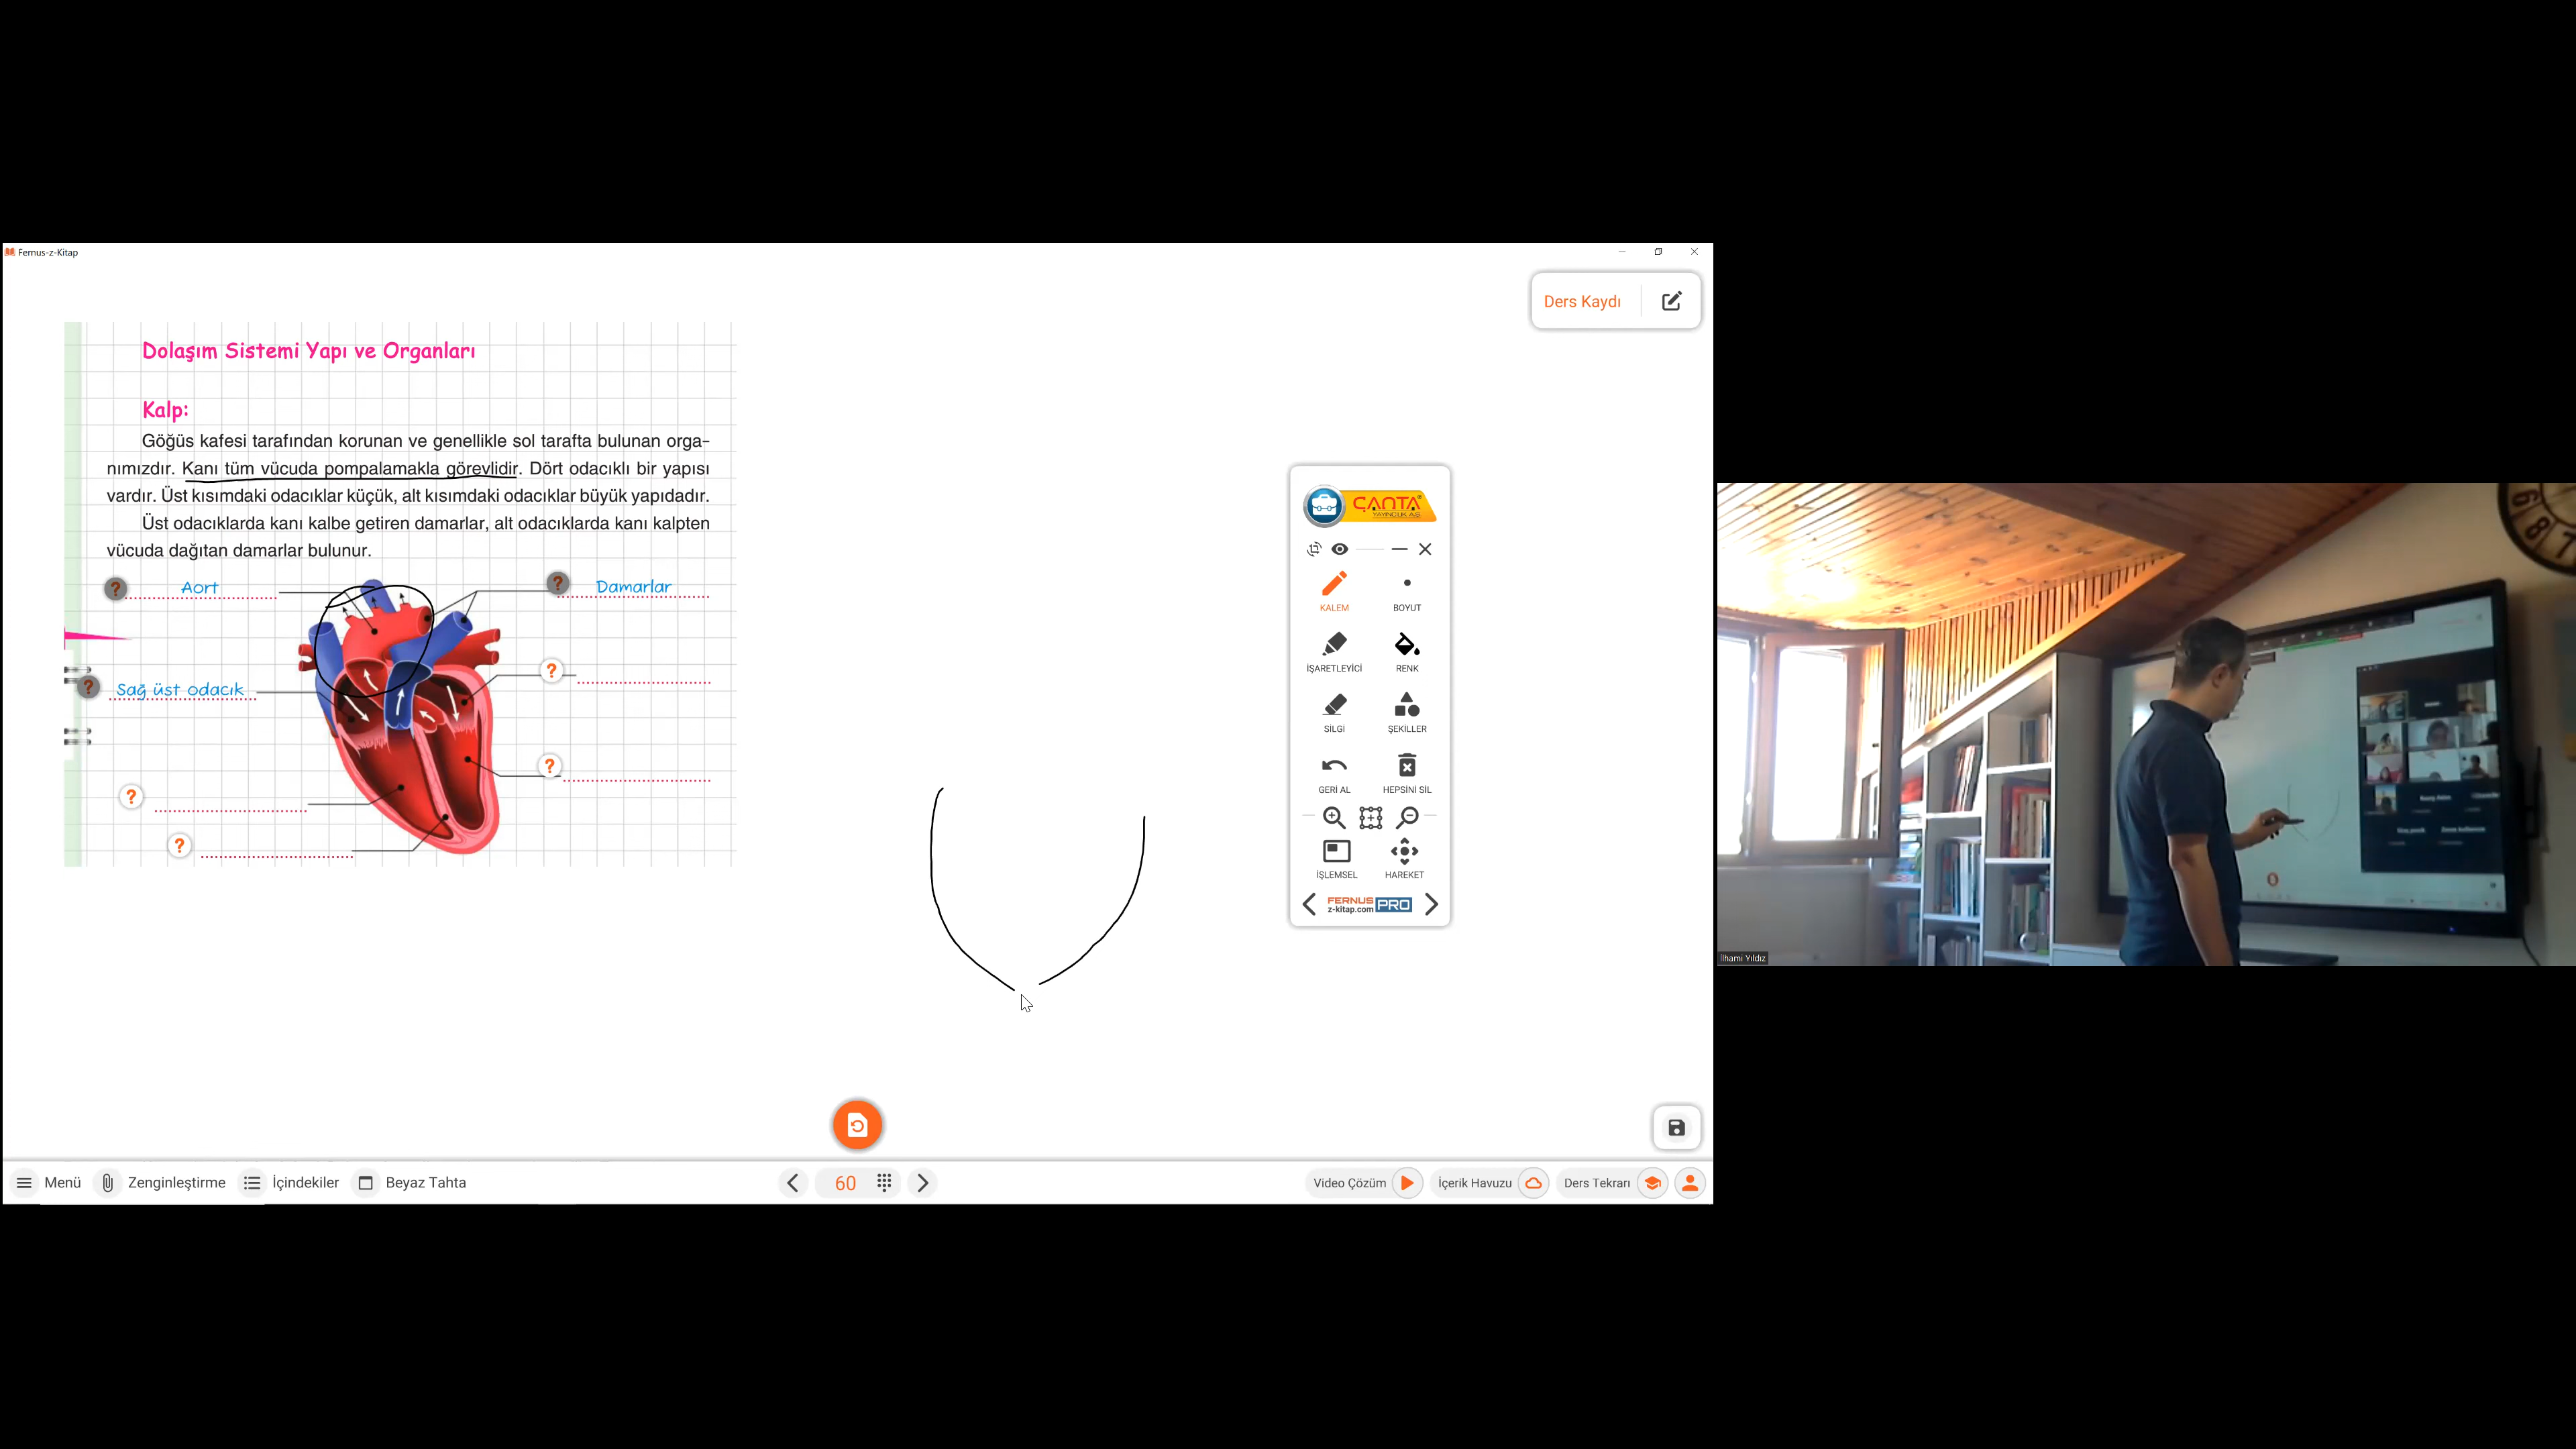 Fernus-z-Kitap
Ders Kaydı
Dolaşım Sistemi Yapı ve Organları
Kalp:
Göğüs kafesi tarafından korunan ve genellikle sol tarafta bulunan orga-
nımızdır. Kanı tüm vücuda pompalamakla görevlidir. Dört odacıklı bir yapısı
vardır. Üst kısımdaki odacıklar küçük, alt kısımdaki odacıklar büyük yapıdadır.
Üst odacıklarda kanı kalbe getiren damarlar, alt odacıklarda kanı kalpten
vücuda dağıtan damarlar bulunur.
? Aort
? Damarlar
?
? Sağ üst odacık
?
?
?
ÇANTA
YAYINCILIK A.Ş.
KALEM BOYUT
İŞARETLEYİCİ RENK
SİLGİ ŞEKİLLER
GERİ AL HEPSİNİ SİL
İŞLEMSEL HAREKET
FERNUS
z-kitap.com PRO
6 8 7
İlhami Yıldız
Menü Zenginleştirme İçindekiler Beyaz Tahta 60 Video Çözüm İçerik Havuzu Ders Tekrarı